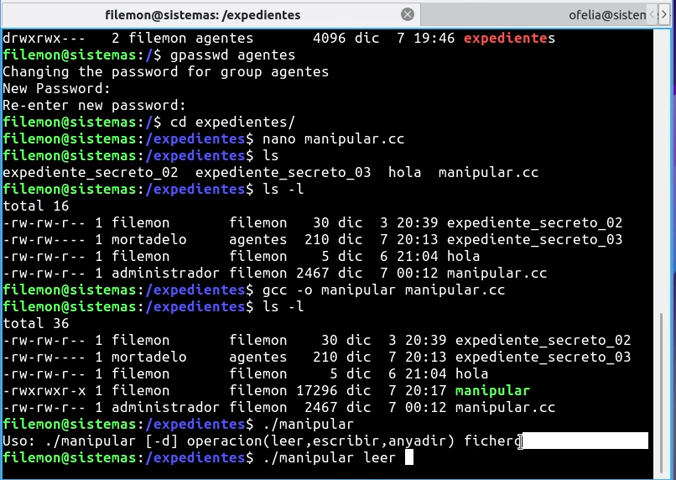 filemon@sistemas: /expedientes
ofelia@sistem
drwxrwx--- 2 filemon agentes 4096 dic 7 19:46 expedientes
filemon@sistemas:/$ gpasswd agentes
Changing the password for group agentes
New Password:
Re-enter new password:
filemon@sistemas:/$ cd expedientes/
filemon@sistemas:/expedientes$ nano manipular.cc
filemon@sistemas:/expedientes$ ls
expediente_secreto_02 expediente_secreto_03 hola manipular.cc
filemon@sistemas:/expedientes$ ls -l
total 16
-rw-rw-r-- 1 filemon filemon 30 dic 3 20:39 expediente_secreto_02
-rw-rw---- 1 mortadelo agentes 210 dic 7 20:13 expediente_secreto_03
-rw-rw-r-- 1 filemon filemon 5 dic 6 21:04 hola
-rw-rw-r-- 1 administrador filemon 2467 dic 7 00:12 manipular.cc
filemon@sistemas:/expedientes$ gcc -o manipular manipular.cc
filemon@sistemas:/expedientes$ ls -l
total 36
-rw-rw-r-- 1 filemon filemon 30 dic 3 20:39 expediente_secreto_02
-rw-rw---- 1 mortadelo agentes 210 dic 7 20:13 expediente_secreto_03
-rw-rw-r-- 1 filemon filemon 5 dic 6 21:04 hola
-rwxrwxr-x 1 filemon filemon 17296 dic 7 20:17 manipular
-rw-rw-r-- 1 administrador filemon 2467 dic 7 00:12 manipular.cc
filemon@sistemas:/expedientes$ ./manipular
Uso: ./manipular [-d] operacion(leer,escribir,anyadir) fichero
filemon@sistemas:/expedientes$ ./manipular leer